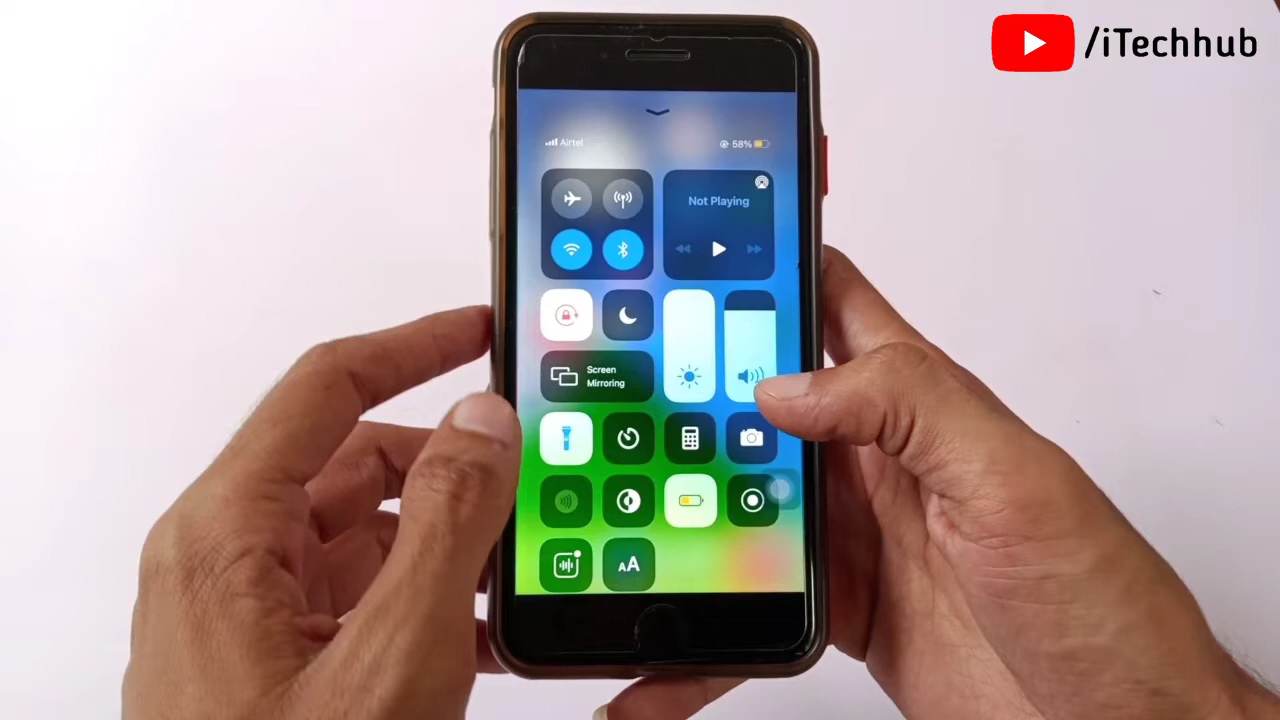 /iTechhub
Airtel
58%
Not Playing
Screen
Mirroring
AA